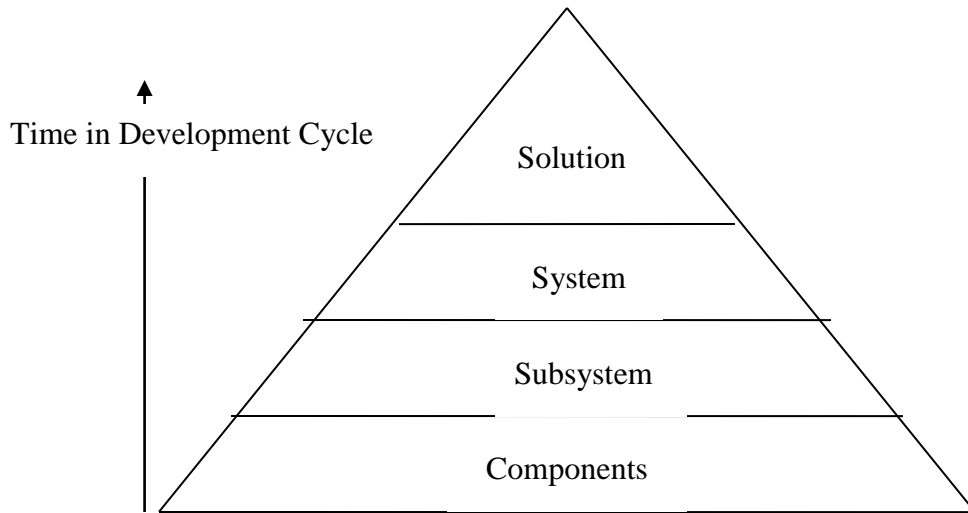 Time in Development Cycle
Solution
System
Subsystem
Components